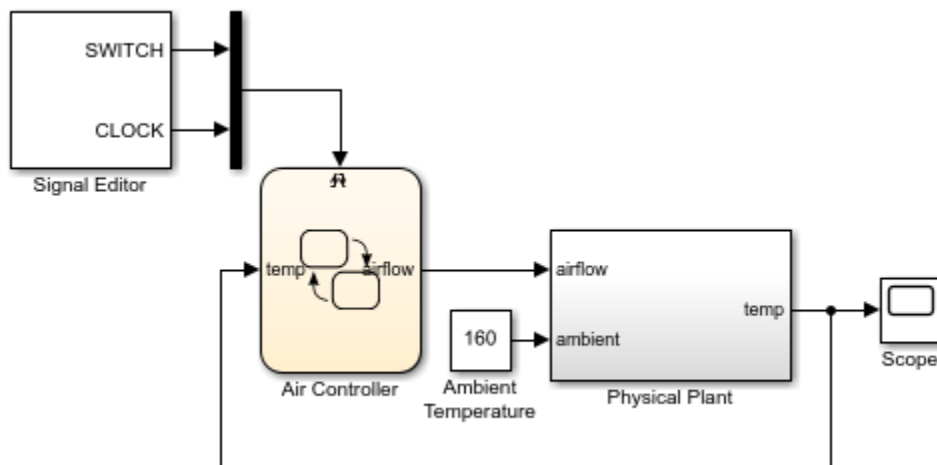 SWITCH
CLOCK
Signal Editor
temp
airflow
Air Controller
160
Ambient
Temperature
airflow
ambient
temp
Physical Plant
Scope